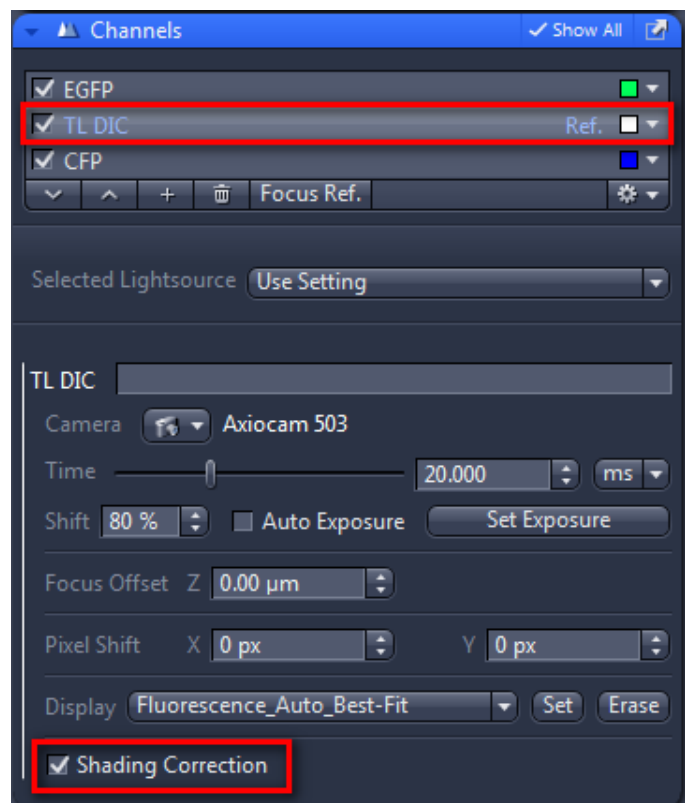 Channels Show All
EGFP
TL DIC Ref.
CFP
Focus Ref.
Selected Lightsource Use Setting
TL DIC
Camera Axiocam 503
Time 20.000 ms
Shift 80 % Auto Exposure Set Exposure
Focus Offset Z 0.00 µm
Pixel Shift X 0 px Y 0 px
Display Fluorescence_Auto_Best-Fit Set Erase
Shading Correction